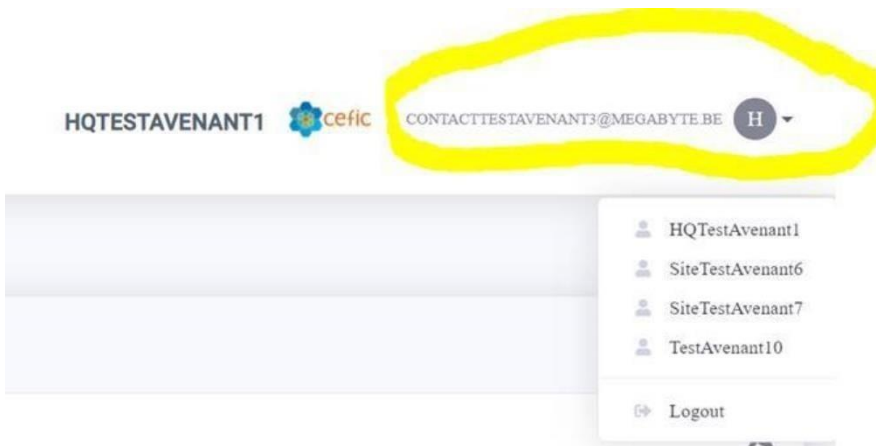 HQTESTAVENANT1 cefic CONTACTTESTAVENANT3@MEGABYTE.BE H
HQTestAvenant1
SiteTestAvenant6
SiteTestAvenant7
TestAvenant10
Logout